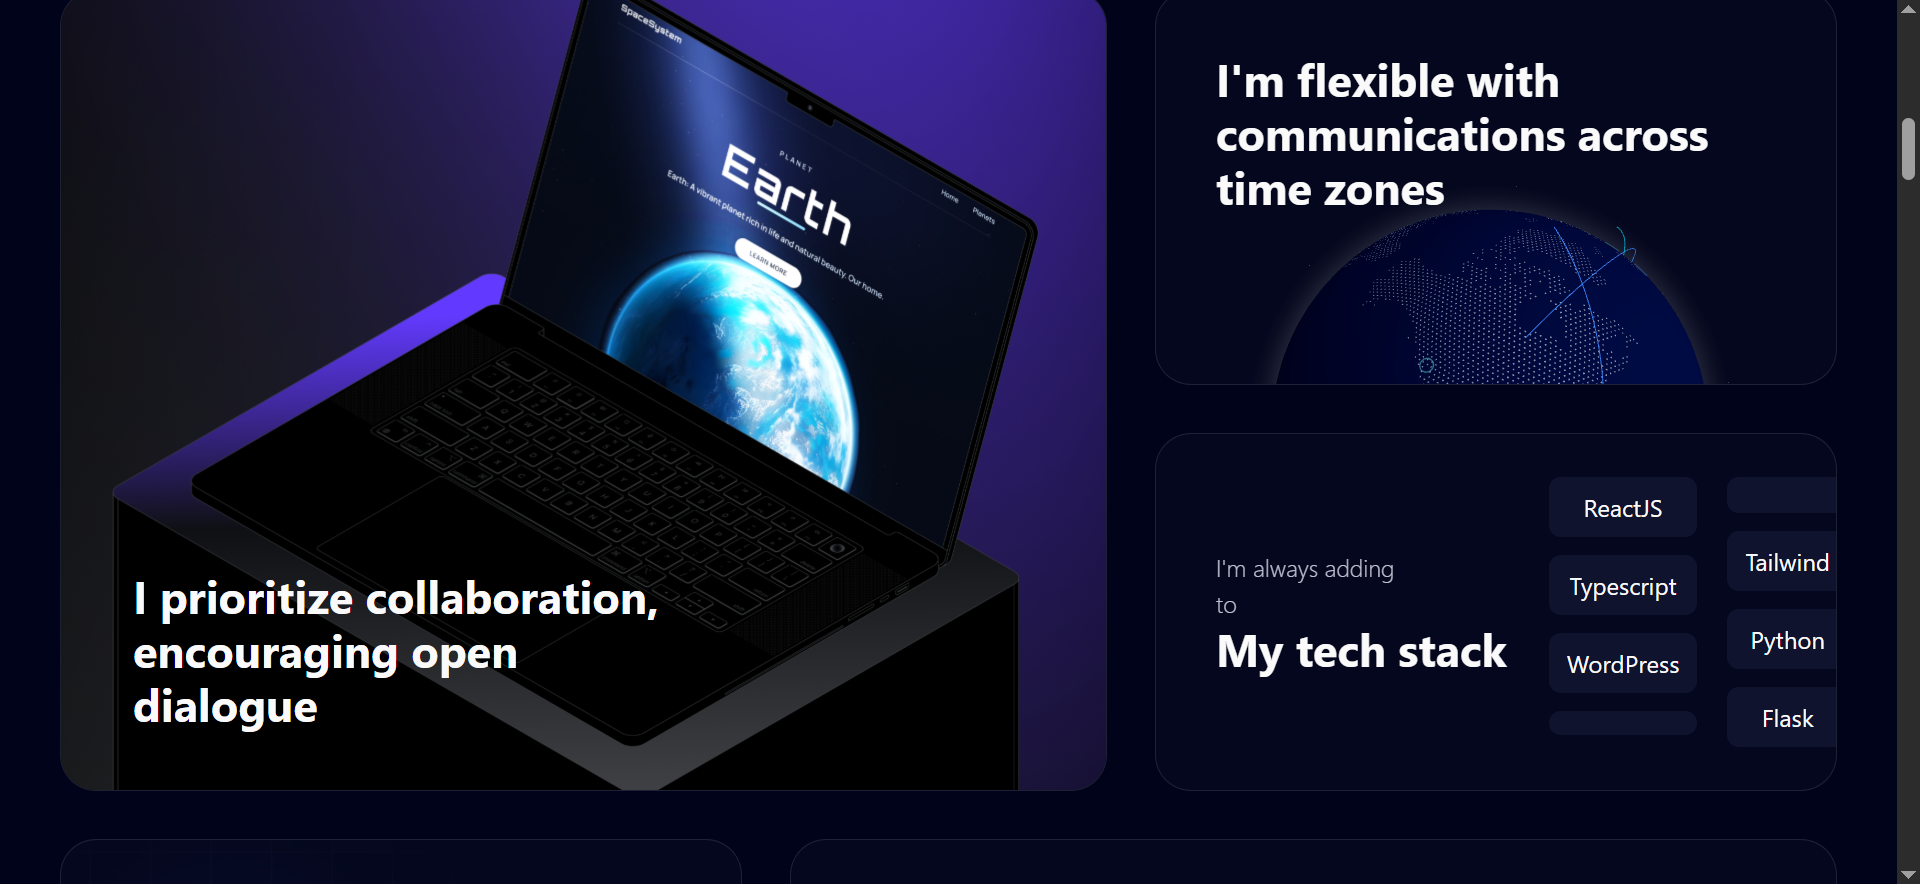 SpaceSystem
Home
Planets
PLANET
Earth
Earth: A vibrant planet rich in life and natural beauty. Our home.
LEARN MORE
I prioritize collaboration,
encouraging open
dialogue
I'm flexible with
communications across
time zones
I'm always adding
to
My tech stack
ReactJS
Typescript
WordPress
Tailwind
Python
Flask